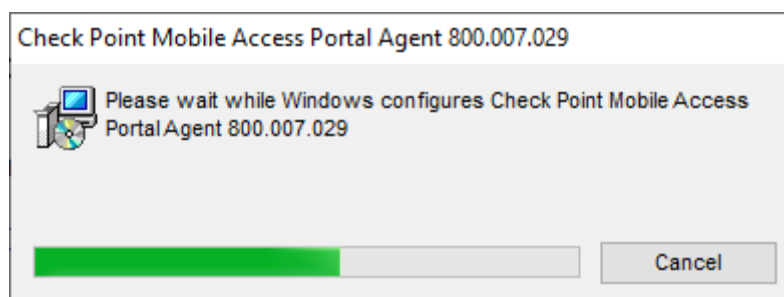 Check Point Mobile Access Portal Agent 800.007.029
Please wait while Windows configures Check Point Mobile Access
Portal Agent 800.007.029
Cancel